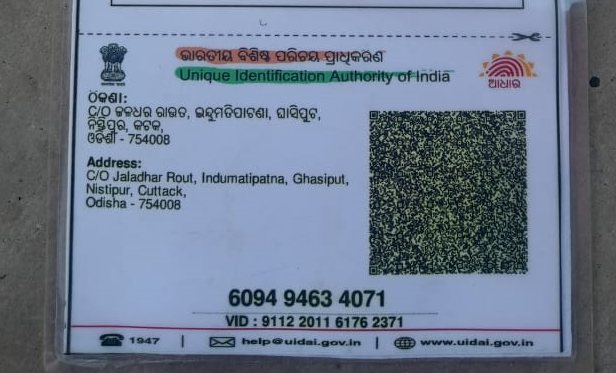 ଭାରତୀୟ ବିଶିଷ୍ଟ ପରିଚୟ ପ୍ରାଧିକରଣ
Unique Identification Authority of India
ଆଧାର
ଠିକଣା:
C/O ଜଳଧର ରାଉତ, ଇନ୍ଦୁମତିପାଟଣା, ଘାସିପୁଟ,
ନିସ୍ତିପୁର, କଟକ,
ଓଡିଶା - 754008
Address:
C/O Jaladhar Rout, Indumatipatna, Ghasiput,
Nistipur, Cuttack,
Odisha - 754008
6094 9463 4071
VID : 9112 2011 6176 2371
1947 | help@uidai.gov.in | www.uidai.gov.in